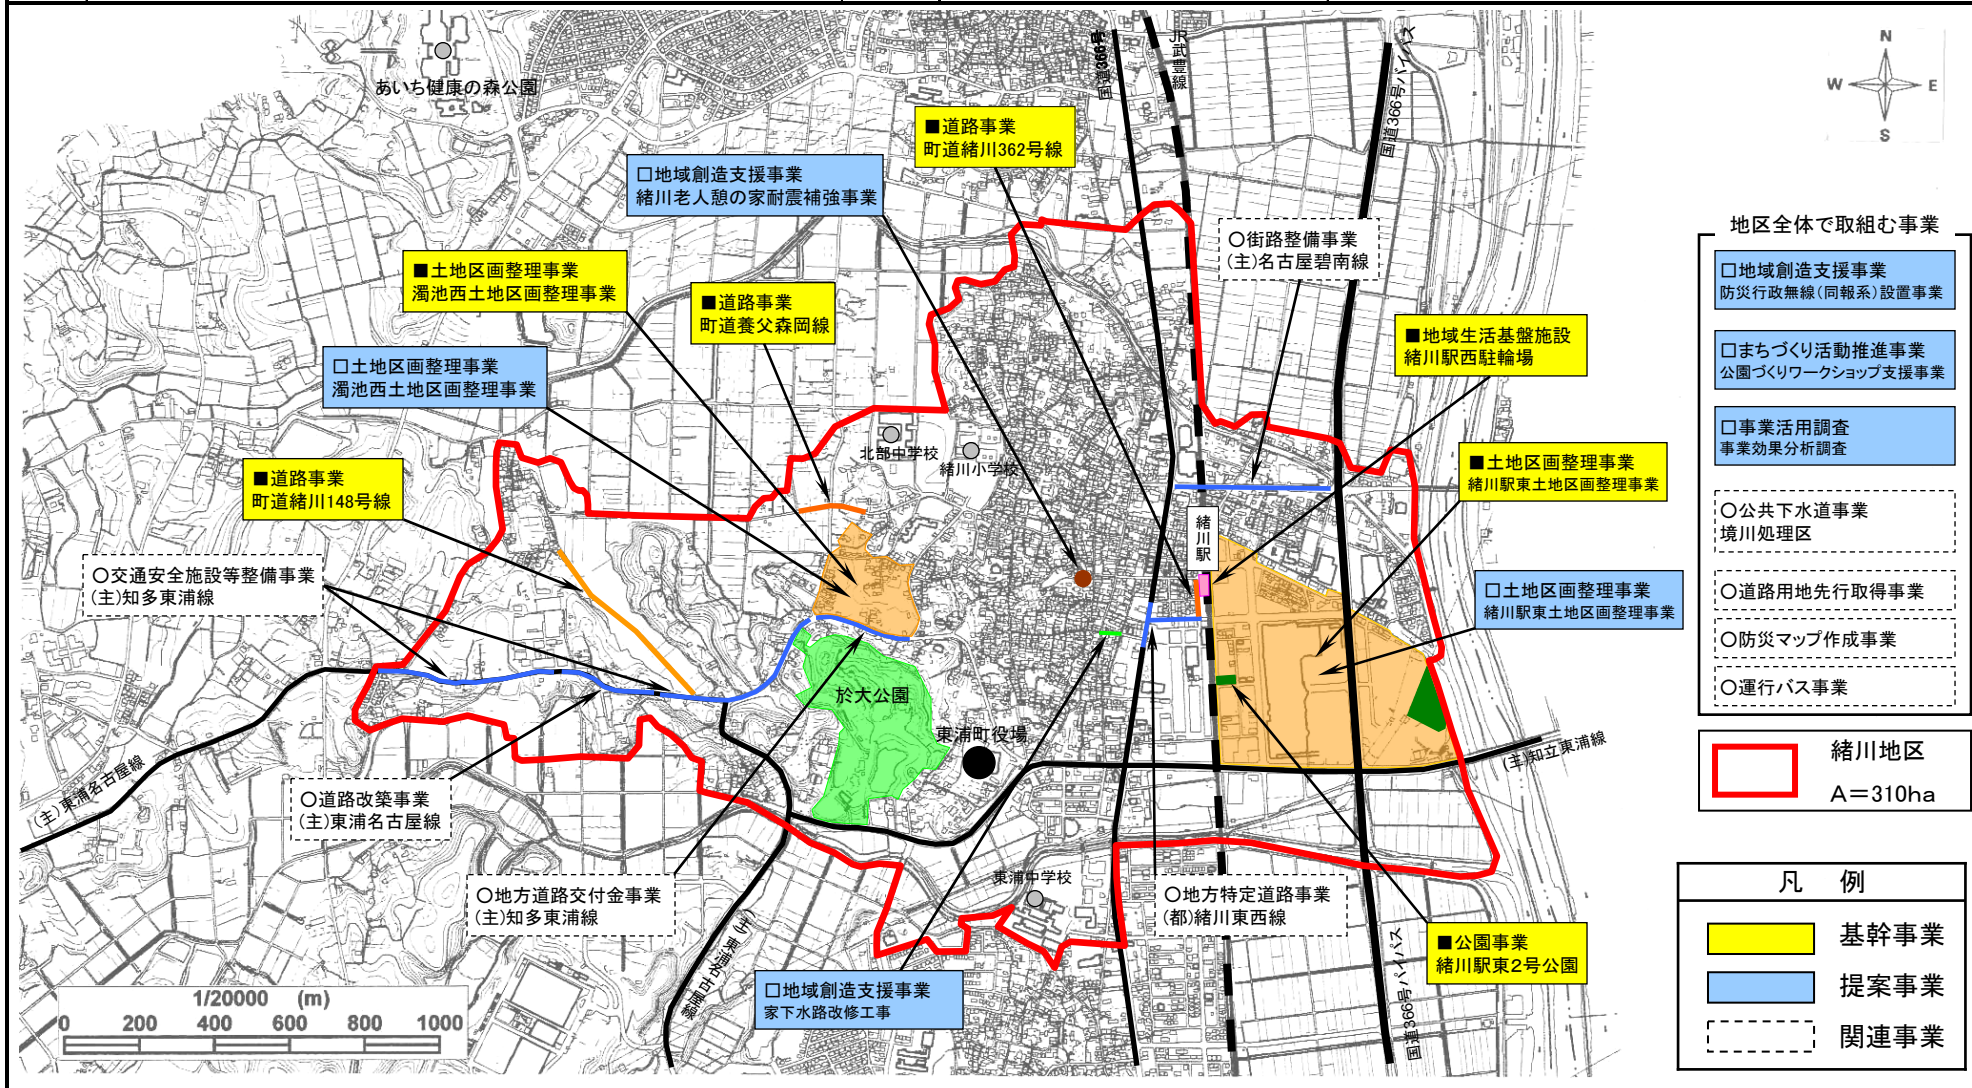 あいち健康の森公園
国道366号
JR武豊線
国道366号バイパス
N
W
E
S
■道路事業
町道緒川362号線
□地域創造支援事業
緒川老人憩の家耐震補強事業
○街路整備事業
(主)名古屋碧南線
■土地区画整理事業
濁池西土地区画整理事業
■道路事業
町道養父森岡線
■地域生活基盤施設
緒川駅西駐輪場
□土地区画整理事業
濁池西土地区画整理事業
北部中学校
緒川小学校
■道路事業
町道緒川148号線
■土地区画整理事業
緒川駅東土地区画整理事業
緒川駅
○交通安全施設等整備事業
(主)知多東浦線
□土地区画整理事業
緒川駅東土地区画整理事業
於大公園
東浦町役場
(主)東浦名古屋線
(主)知立東浦線
○道路改築事業
(主)東浦名古屋線
○地方道路交付金事業
(主)知多東浦線
東浦中学校
○地方特定道路事業
(都)緒川東西線
(主)東浦名古屋線
■公園事業
緒川駅東2号公園
国道366号バイパス
□地域創造支援事業
家下水路改修工事
1/20000 (m)
0 200 400 600 800 1000
地区全体で取組む事業
□地域創造支援事業
防災行政無線(同報系)設置事業
□まちづくり活動推進事業
公園づくりワークショップ支援事業
□事業活用調査
事業効果分析調査
○公共下水道事業
境川処理区
○道路用地先行取得事業
○防災マップ作成事業
○運行バス事業
緒川地区
A=310ha
凡 例
基幹事業
提案事業
関連事業